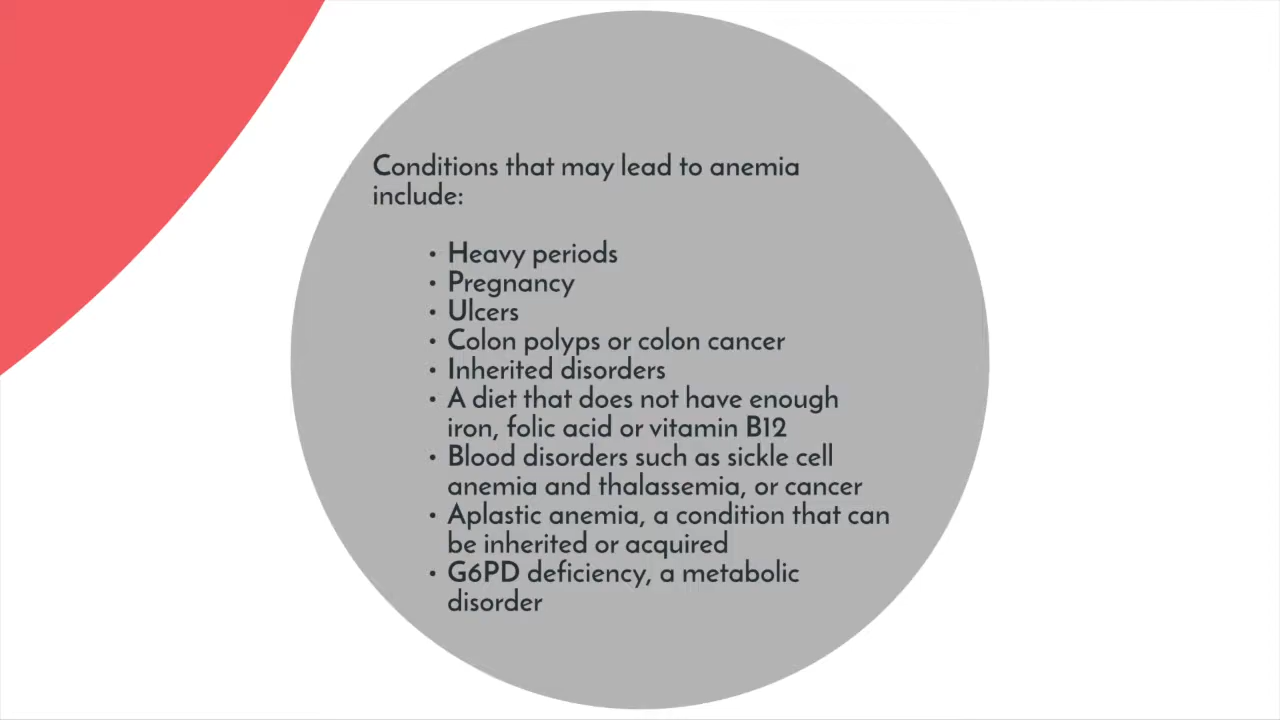 Conditions that may lead to anemia
include:
• Heavy periods
• Pregnancy
• Ulcers
• Colon polyps or colon cancer
• Inherited disorders
• A diet that does not have enough
iron, folic acid or vitamin B12
• Blood disorders such as sickle cell
anemia and thalassemia, or cancer
• Aplastic anemia, a condition that can
be inherited or acquired
• G6PD deficiency, a metabolic
disorder